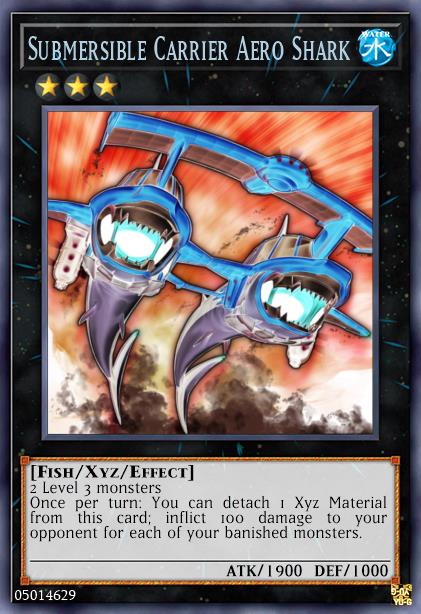 Submersible Carrier Aero Shark
WATER
水
[Fish/Xyz/Effect]
2 Level 3 monsters
Once per turn: You can detach 1 Xyz Material
from this card; inflict 100 damage to your
opponent for each of your banished monsters.
ATK/1900 DEF/1000
05014629